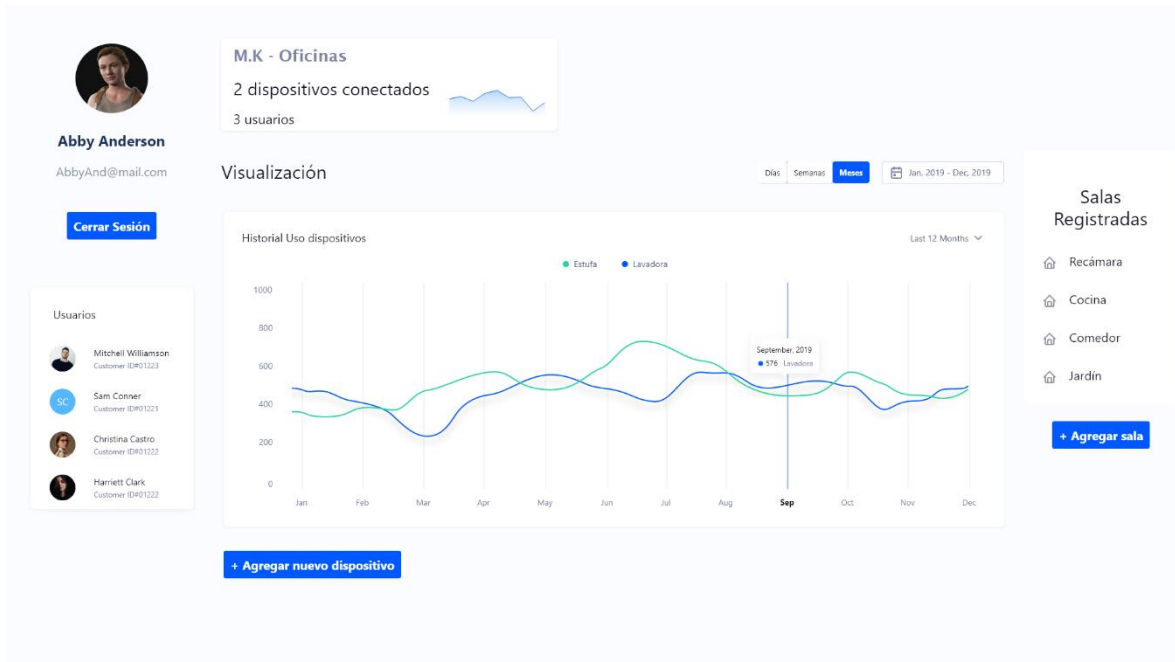 Abby Anderson
AbbyAnd@mail.com
Cerrar Sesión
Usuarios
Mitchell Williamson
Customer ID#01223
SC
Sam Conner
Customer ID#01221
Christina Castro
Customer ID#01222
Harriett Clark
Customer ID#01222
M.K - Oficinas
2 dispositivos conectados
3 usuarios
Visualización
Días
Semanas
Meses
Jan, 2019 - Dec, 2019
Historial Uso dispositivos
Last 12 Months
Estufa
Lavadora
1000
800
600
400
200
0
September, 2019
576 Lavadora
Jan
Feb
Mar
Apr
May
Jun
Jul
Aug
Sep
Oct
Nov
Dec
+ Agregar nuevo dispositivo
Salas
Registradas
Recámara
Cocina
Comedor
Jardín
+ Agregar sala